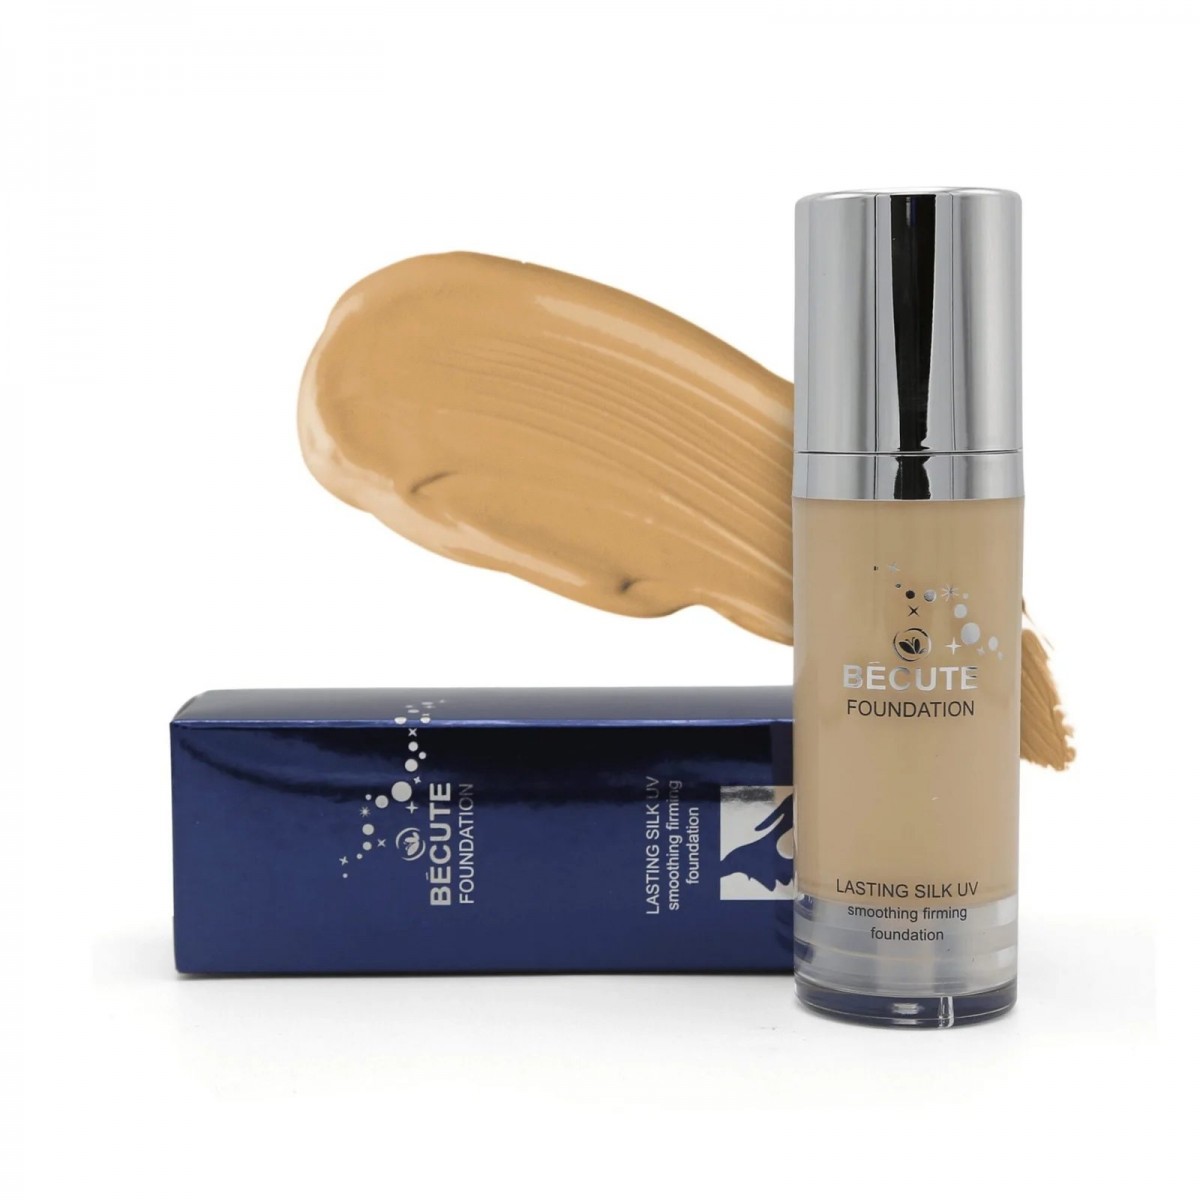 BĒCUTE
FOUNDATION
LASTING SILK UV
smoothing firming
foundation
BĒCUTE
FOUNDATION
LASTING SILK UV
smoothing firming
foundation